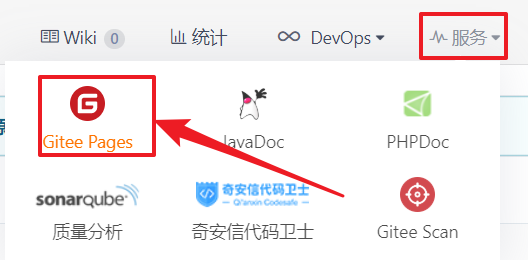 Wiki 0 统计 DevOps 服务
G
Gitee Pages JavaDoc PHPDoc
sonarqube 奇安信代码卫士
Qi'anxin Codesafe
质量分析 奇安信代码卫士 Gitee Scan